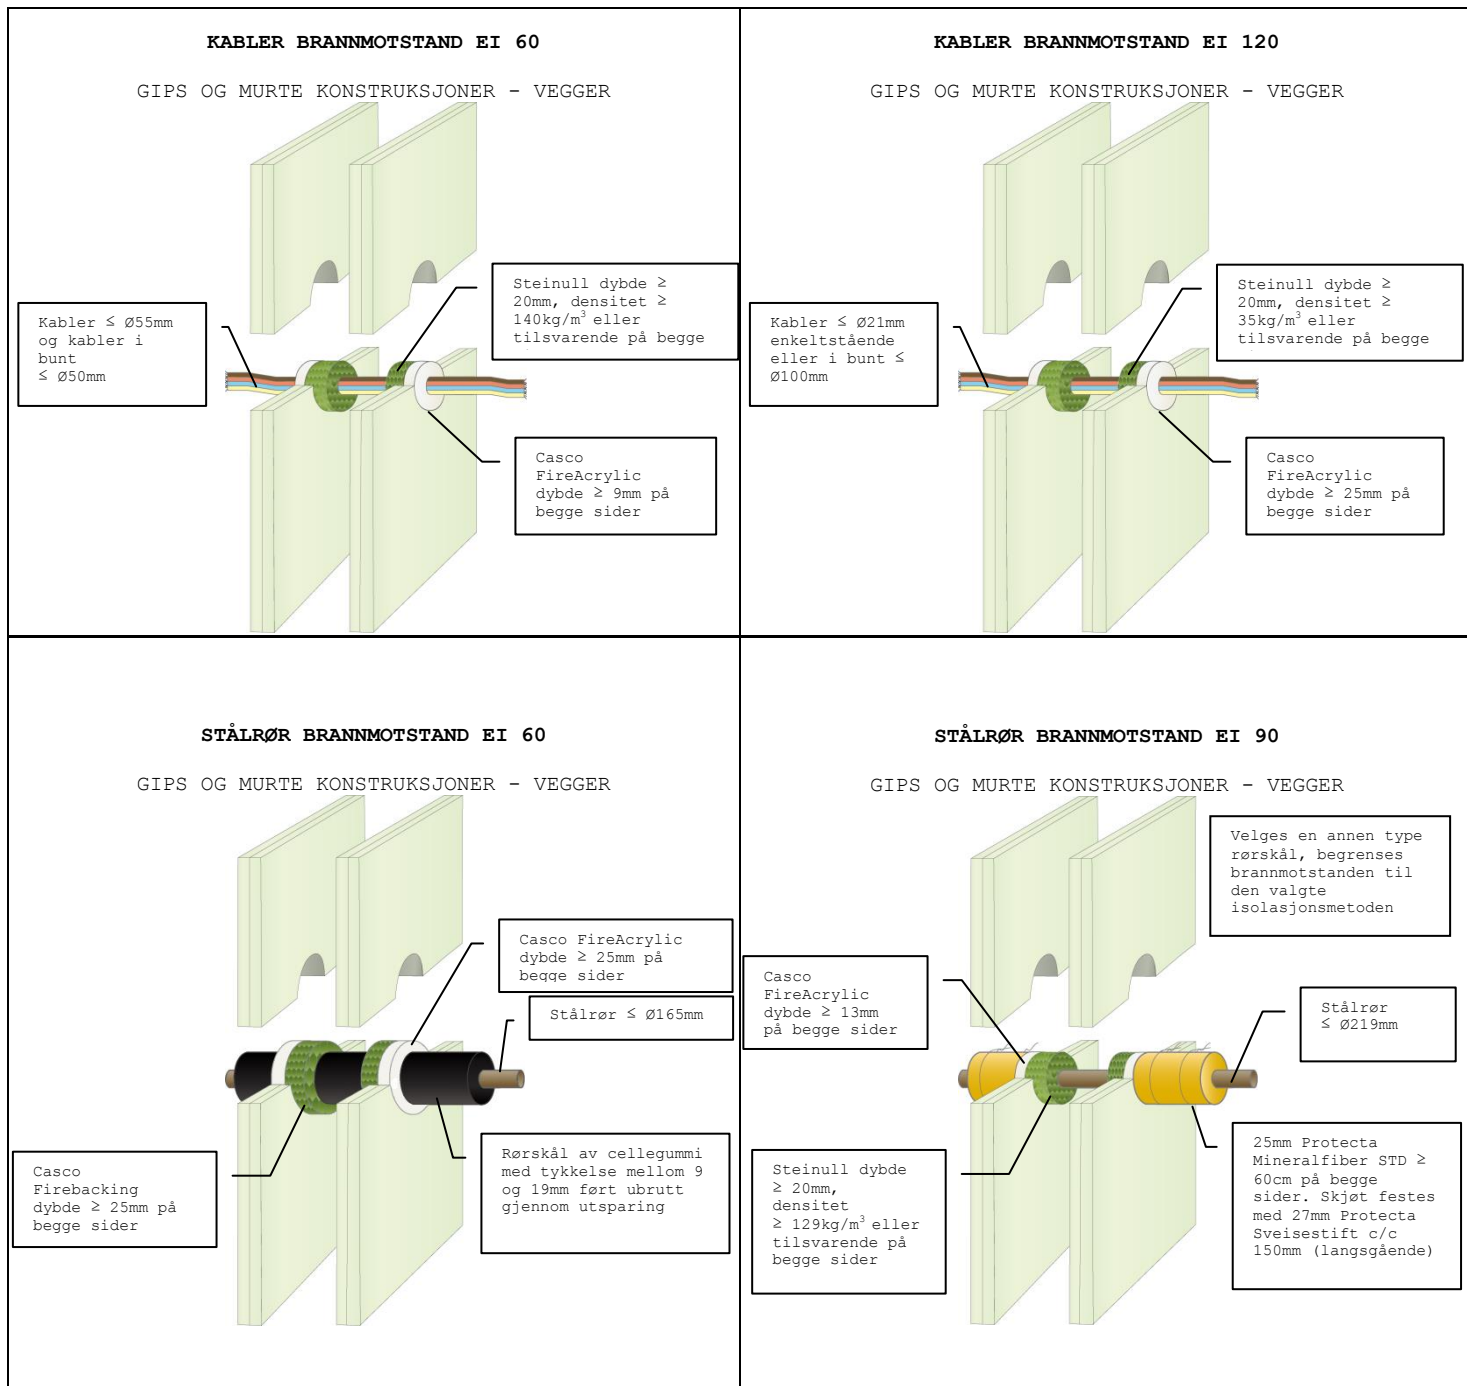 KABLER BRANNMOTSTAND EI 60
GIPS OG MURTE KONSTRUKSJONER - VEGGER
Steinull dybde ≥
20mm, densitet ≥
140kg/m³ eller
tilsvarende på begge
Kabler ≤ Ø55mm
og kabler i
bunt
≤ Ø50mm
Casco
FireAcrylic
dybde ≥ 9mm på
begge sider
KABLER BRANNMOTSTAND EI 120
GIPS OG MURTE KONSTRUKSJONER - VEGGER
Steinull dybde ≥
20mm, densitet ≥
35kg/m³ eller
tilsvarende på begge
Kabler ≤ Ø21mm
enkeltstående
eller i bunt ≤
Ø100mm
Casco
FireAcrylic
dybde ≥ 25mm på
begge sider
STÅLRØR BRANNMOTSTAND EI 60
GIPS OG MURTE KONSTRUKSJONER - VEGGER
Casco FireAcrylic
dybde ≥ 25mm på
begge sider
Stålrør ≤ Ø165mm
Rørskål av cellegummi
med tykkelse mellom 9
og 19mm ført ubrutt
gjennom utsparing
Casco
Firebacking
dybde ≥ 25mm på
begge sider
STÅLRØR BRANNMOTSTAND EI 90
GIPS OG MURTE KONSTRUKSJONER - VEGGER
Velges en annen type
rørskål, begrenses
brannmotstanden til
den valgte
isolasjonsmetoden
Casco
FireAcrylic
dybde ≥ 13mm
på begge sider
Stålrør
≤ Ø219mm
Steinull dybde
≥ 20mm,
densitet
≥ 129kg/m³ eller
tilsvarende på
begge sider
25mm Protecta
Mineralfiber STD ≥
60cm på begge
sider. Skjøt festes
med 27mm Protecta
Sveisestift c/c
150mm (langsgående)